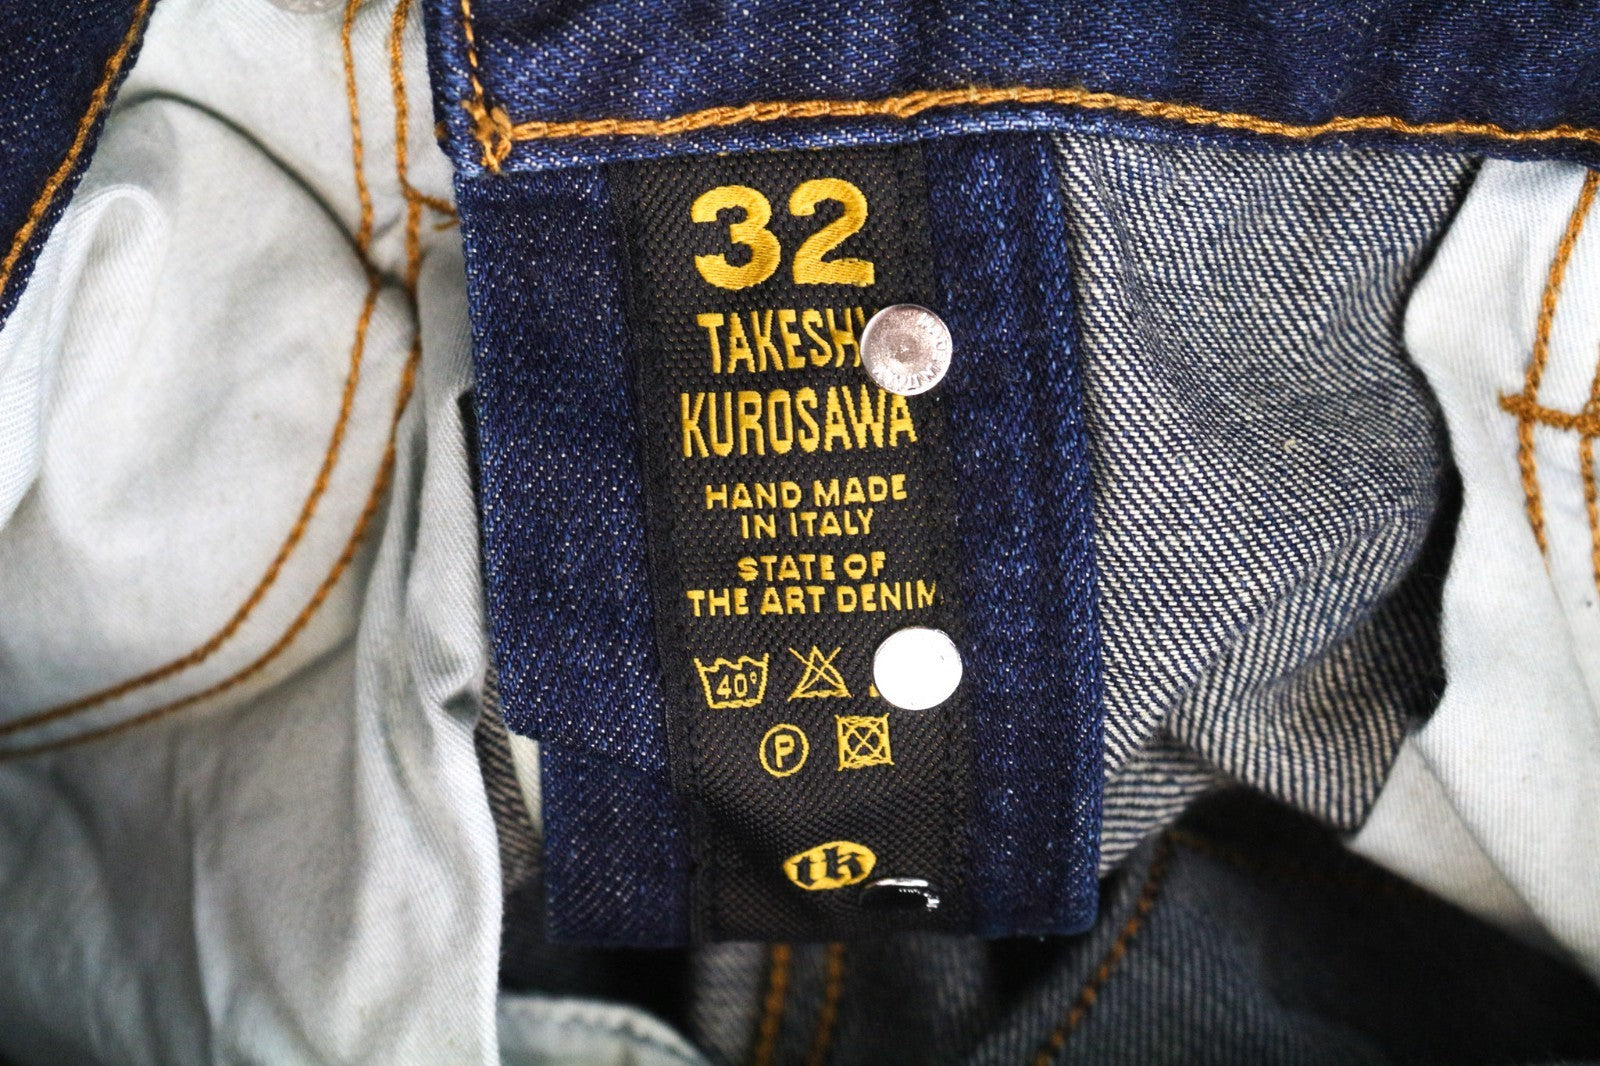 32
TAKESHI
KUROSAWA
HAND MADE
IN ITALY
STATE OF
THE ART DENIM
40°
P
tk